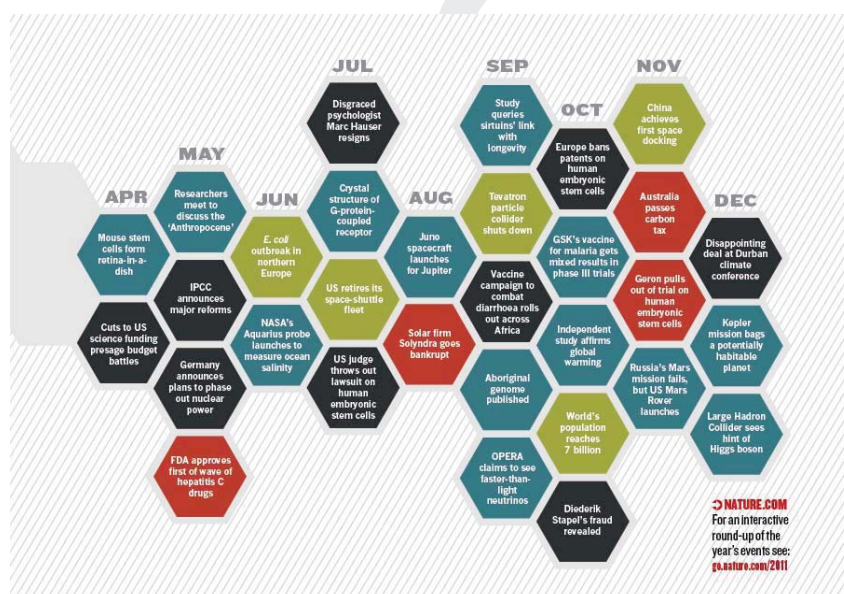 APR
Mouse stem
cells form
retina-in-a-
dish
Cuts to US
science funding
presage budget
battles
MAY
Researchers
meet to
discuss the
‘Anthropocene’
IPCC
announces
major reforms
Germany
announces
plans to phase
out nuclear
power
FDA approves
first of wave of
hepatitis C
drugs
JUN
E. coli
outbreak in
northern
Europe
NASA’s
Aquarius probe
launches to
measure ocean
salinity
JUL
Disgraced
psychologist
Marc Hauser
resigns
Crystal
structure of
G-protein-
coupled
receptor
US retires its
space-shuttle
fleet
US judge
throws out
lawsuit on
human
embryonic
stem cells
AUG
Juno
spacecraft
launches
for Jupiter
Solar firm
Solyndra goes
bankrupt
SEP
Study
queries
sirtuins’ link
with
longevity
Tevatron
particle
collider
shuts down
Vaccine
campaign to
combat
diarrhoea rolls
out across
Africa
Aboriginal
genome
published
OPERA
claims to see
faster-than-
light
neutrinos
OCT
Europe bans
patents on
human
embryonic
stem cells
GSK’s vaccine
for malaria gets
mixed results in
phase III trials
Independent
study affirms
global
warming
World’s
population
reaches
7 billion
Diederik
Stapel’s fraud
revealed
NOV
China
achieves
first space
docking
Australia
passes
carbon
tax
Geron pulls
out of trial on
human
embryonic
stem cells
Russia’s Mars
mission fails,
but US Mars
Rover
launches
DEC
Disappointing
deal at Durban
climate
conference
Kepler
mission bags
a potentially
habitable
planet
Large Hadron
Collider sees
hint of
Higgs boson
NATURE.COM
For an interactive
round-up of the
year’s events see:
go.nature.com/2011